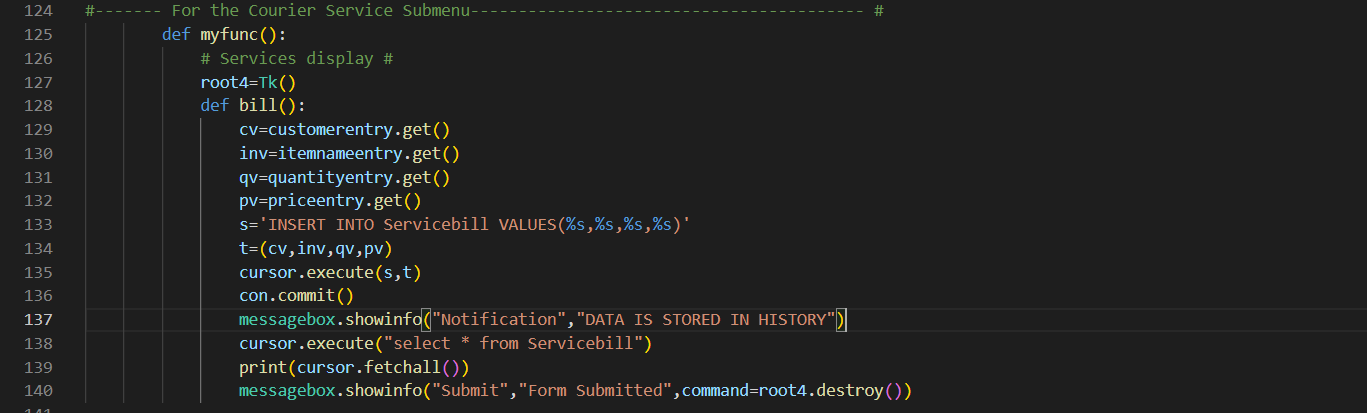 124 #------- For the Courier Service Submenu----------------------------------------- #
125 def myfunc():
126 # Services display #
127 root4=Tk()
128 def bill():
129 cv=customerentry.get()
130 inv=itemnameentry.get()
131 qv=quantityentry.get()
132 pv=priceentry.get()
133 s='INSERT INTO Servicebill VALUES(%s,%s,%s,%s)'
134 t=(cv,inv,qv,pv)
135 cursor.execute(s,t)
136 con.commit()
137 messagebox.showinfo("Notification","DATA IS STORED IN HISTORY")
138 cursor.execute("select * from Servicebill")
139 print(cursor.fetchall())
140 messagebox.showinfo("Submit","Form Submitted",command=root4.destroy())